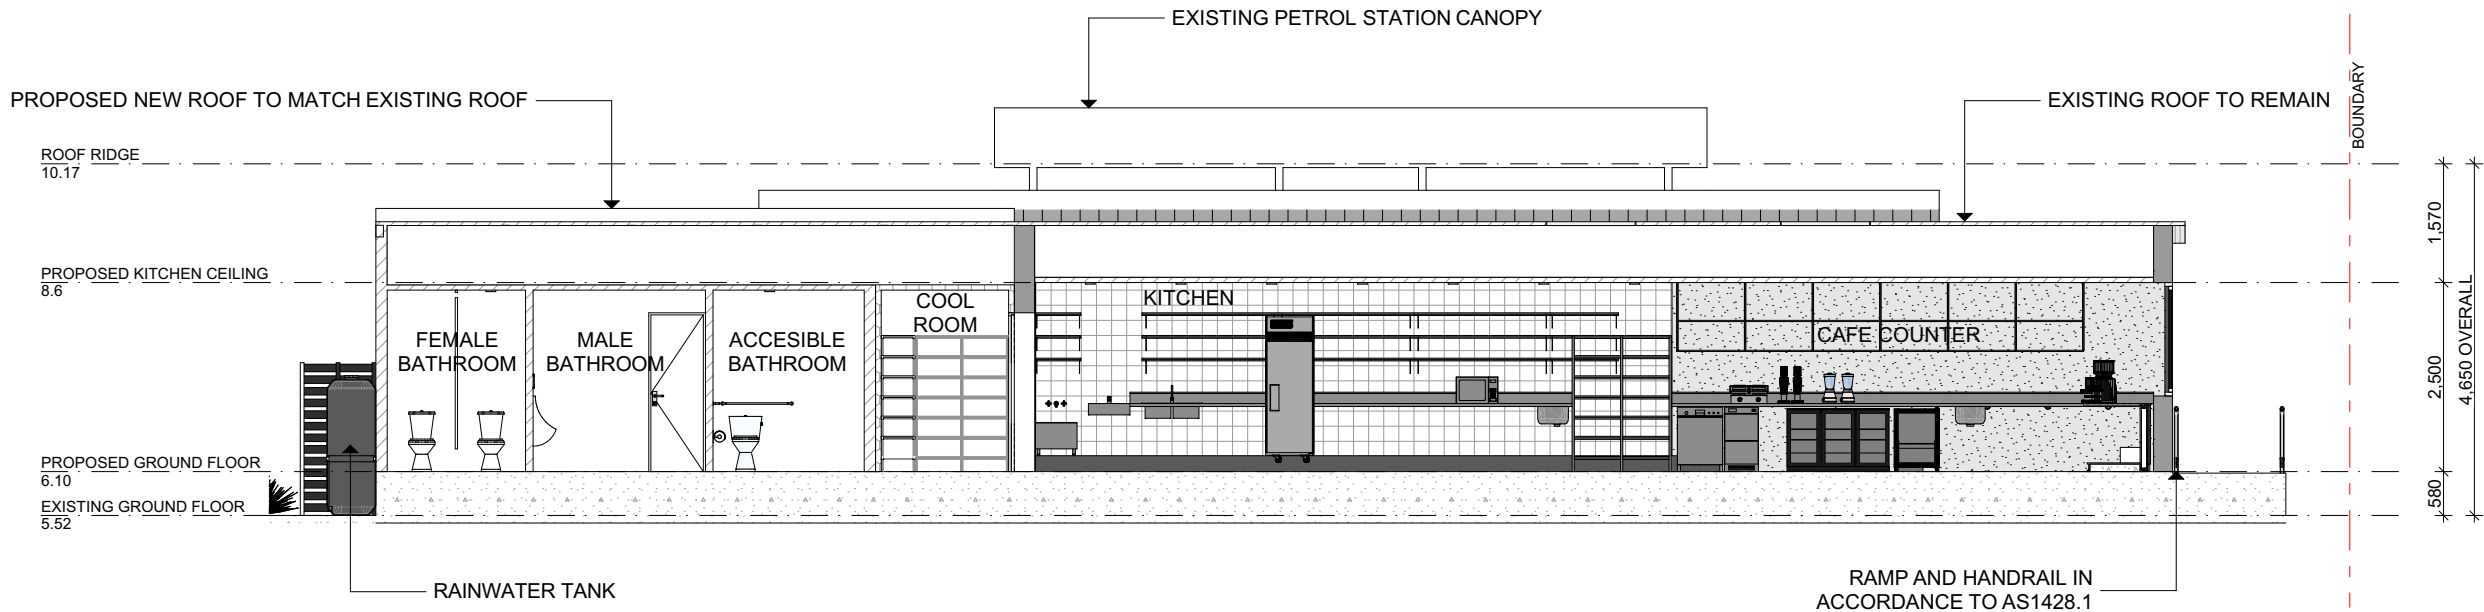 EXISTING PETROL STATION CANOPY
PROPOSED NEW ROOF TO MATCH EXISTING ROOF
EXISTING ROOF TO REMAIN
BOUNDARY
ROOF RIDGE
10.17
1,570
PROPOSED KITCHEN CEILING
8.6
COOL
ROOM
KITCHEN
FEMALE
BATHROOM
MALE
BATHROOM
ACCESIBLE
BATHROOM
CAFE COUNTER
2,500
4,650 OVERALL
PROPOSED GROUND FLOOR
6.10
EXISTING GROUND FLOOR
5.52
580
RAINWATER TANK
RAMP AND HANDRAIL IN
ACCORDANCE TO AS1428.1